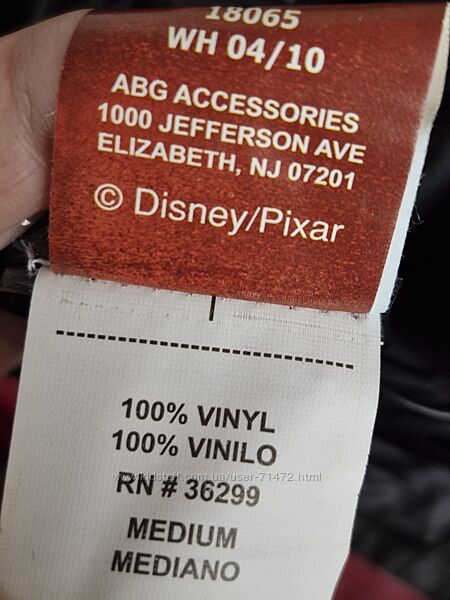 18065
WH 04/10
ABG ACCESSORIES
1000 JEFFERSON AVE
ELIZABETH, NJ 07201
© Disney/Pixar
100% VINYL
100% VINILO
RN # 36299
MEDIUM
MEDIANO